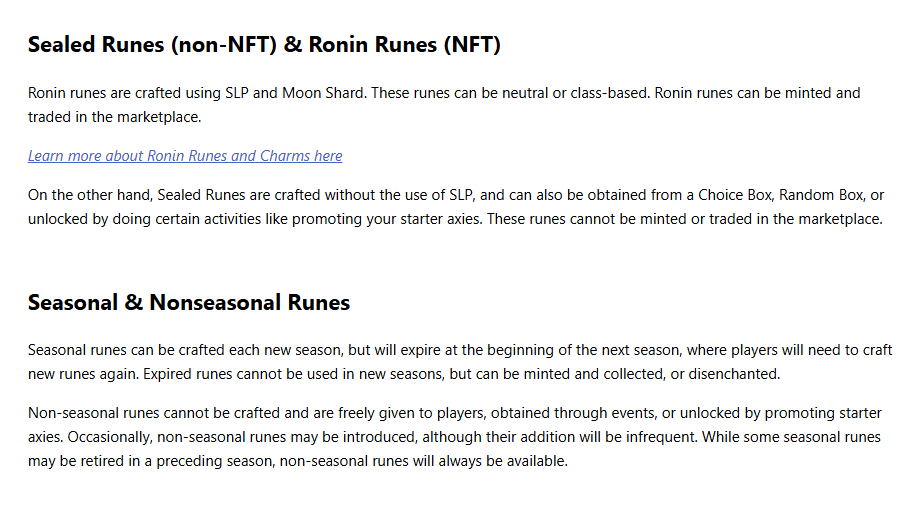 Sealed Runes (non-NFT) & Ronin Runes (NFT)
Ronin runes are crafted using SLP and Moon Shard. These runes can be neutral or class-based. Ronin runes can be minted and
traded in the marketplace.
Learn more about Ronin Runes and Charms here
On the other hand, Sealed Runes are crafted without the use of SLP, and can also be obtained from a Choice Box, Random Box, or
unlocked by doing certain activities like promoting your starter axies. These runes cannot be minted or traded in the marketplace.
Seasonal & Nonseasonal Runes
Seasonal runes can be crafted each new season, but will expire at the beginning of the next season, where players will need to craft
new runes again. Expired runes cannot be used in new seasons, but can be minted and collected, or disenchanted.
Non-seasonal runes cannot be crafted and are freely given to players, obtained through events, or unlocked by promoting starter
axies. Occasionally, non-seasonal runes may be introduced, although their addition will be infrequent. While some seasonal runes
may be retired in a preceding season, non-seasonal runes will always be available.